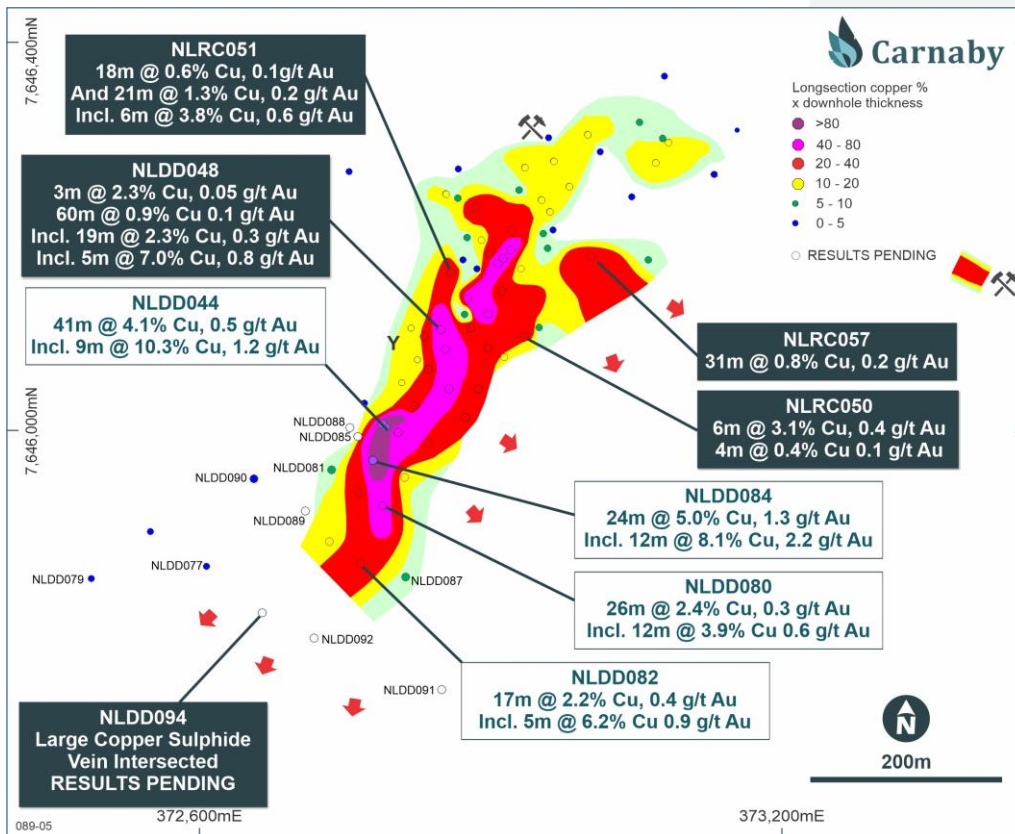 7,646,400mN
Carnaby
Longsection copper %
x downhole thickness
>80
40 - 80
20 - 40
10 - 20
5 - 10
0 - 5
RESULTS PENDING
NLRC051
18m @ 0.6% Cu, 0.1g/t Au
And 21m @ 1.3% Cu, 0.2 g/t Au
Incl. 6m @ 3.8% Cu, 0.6 g/t Au
NLDD048
3m @ 2.3% Cu, 0.05 g/t Au
60m @ 0.9% Cu 0.1 g/t Au
Incl. 19m @ 2.3% Cu, 0.3 g/t Au
Incl. 5m @ 7.0% Cu, 0.8 g/t Au
NLDD044
41m @ 4.1% Cu, 0.5 g/t Au
Incl. 9m @ 10.3% Cu, 1.2 g/t Au
Y
NLRC057
31m @ 0.8% Cu, 0.2 g/t Au
NLRC050
6m @ 3.1% Cu, 0.4 g/t Au
4m @ 0.4% Cu 0.1 g/t Au
7,646,000mN
NLDD088
NLDD085
NLDD081
NLDD090
NLDD089
NLDD084
24m @ 5.0% Cu, 1.3 g/t Au
Incl. 12m @ 8.1% Cu, 2.2 g/t Au
NLDD077
NLDD079
NLDD087
NLDD080
26m @ 2.4% Cu, 0.3 g/t Au
Incl. 12m @ 3.9% Cu 0.6 g/t Au
NLDD092
NLDD091
NLDD082
17m @ 2.2% Cu, 0.4 g/t Au
Incl. 5m @ 6.2% Cu 0.9 g/t Au
NLDD094
Large Copper Sulphide
Vein Intersected
RESULTS PENDING
N
200m
089-05
372,600mE
373,200mE